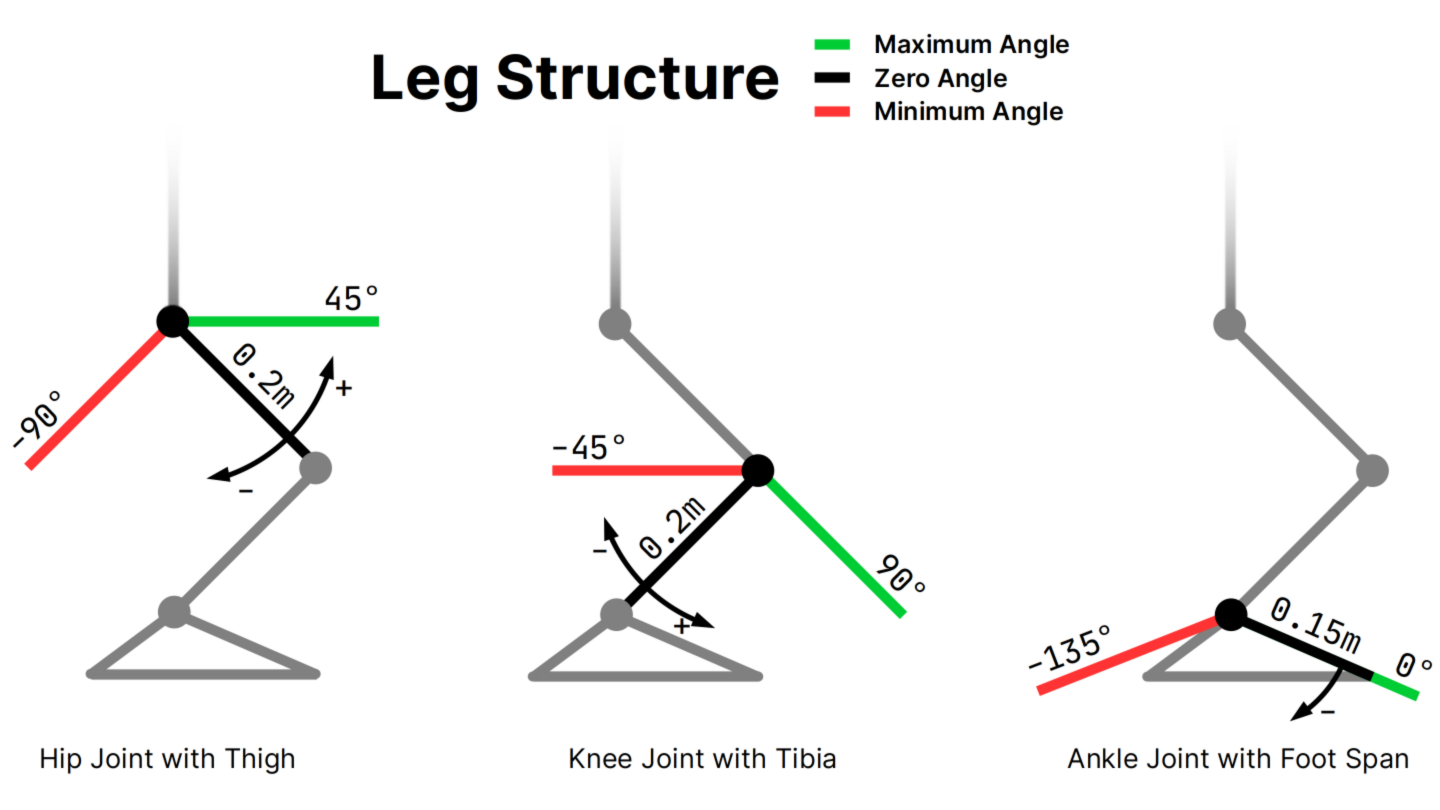 Leg Structure
Maximum Angle
Zero Angle
Minimum Angle
45°
0.2m
+
-90°
-
Hip Joint with Thigh
-45°
0.2m
-
+
90°
Knee Joint with Tibia
-135°
0.15m
0°
-
Ankle Joint with Foot Span